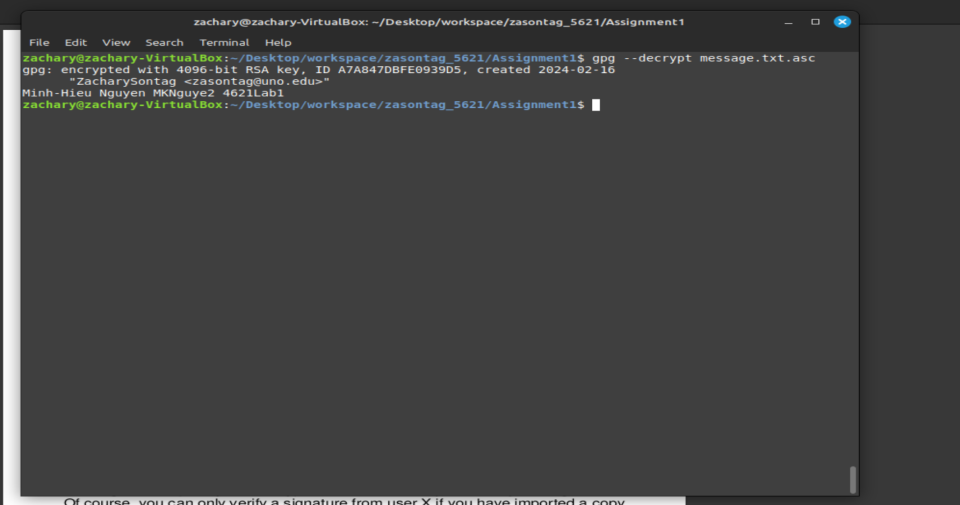 zachary@zachary-VirtualBox: ~/Desktop/workspace/zasontag_5621/Assignment1
File Edit View Search Terminal Help
zachary@zachary-VirtualBox:~/Desktop/workspace/zasontag_5621/Assignment1$ gpg --decrypt message.txt.asc
gpg: encrypted with 4096-bit RSA key, ID A7A847DBFE0939D5, created 2024-02-16
"ZacharySontag <zasontag@uno.edu>"
Minh-Hieu Nguyen MKNguye2 4621Lab1
zachary@zachary-VirtualBox:~/Desktop/workspace/zasontag_5621/Assignment1$
Of course, you can only verify a signature from user X if you have imported a copy